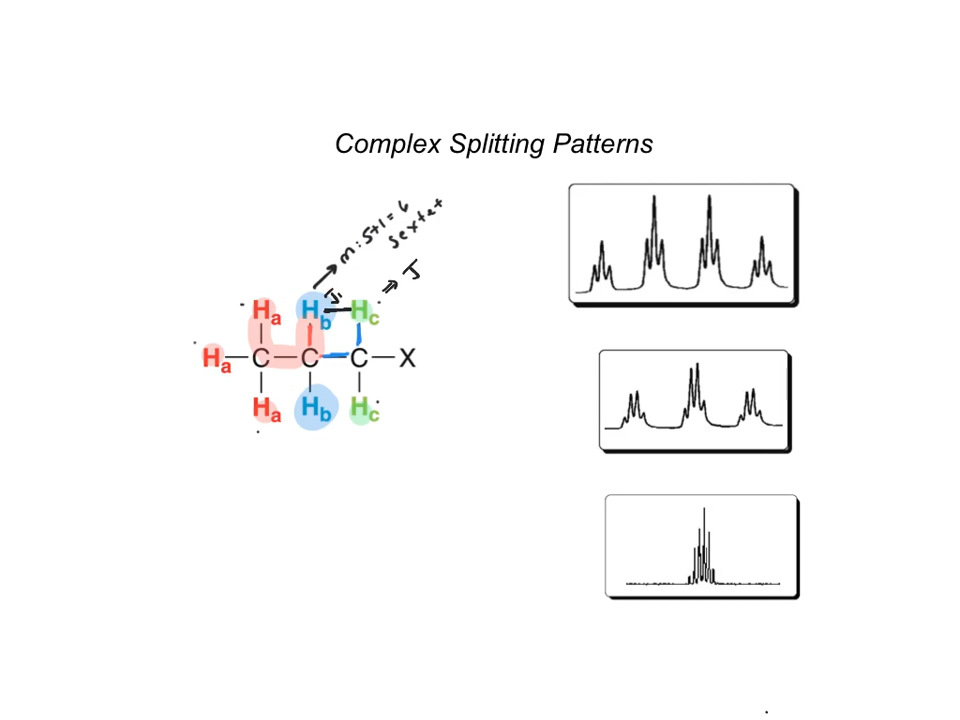 Complex Splitting Patterns
m: 5+1=6
sextet
J
J
Ha Hb Hc
Ha—C—C—C—X
Ha Hb Hc